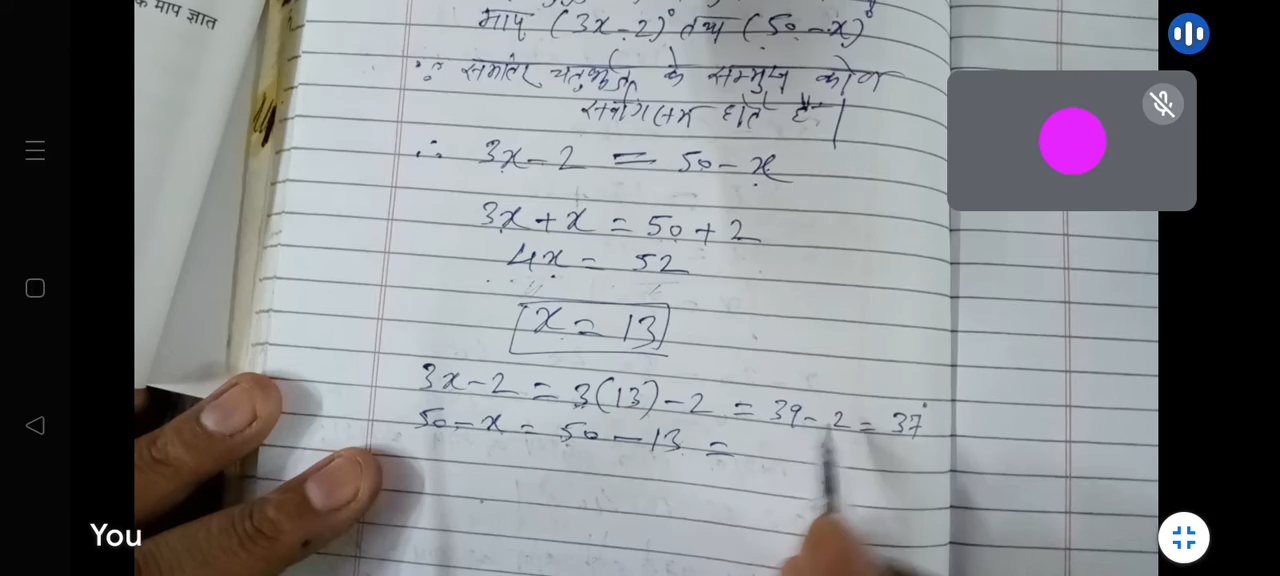 के माप ज्ञात
माप (3x-2)° तथा (50-x)°
∵ समांतर चतुर्भुज के सम्मुख कोण
होते हैं।
∴ 3x-2 = 50-x
3x+x = 50+2
4x = 52
x = 13
3x-2 = 3(13)-2 = 39-2 = 37°
50-x = 50-13 =
You